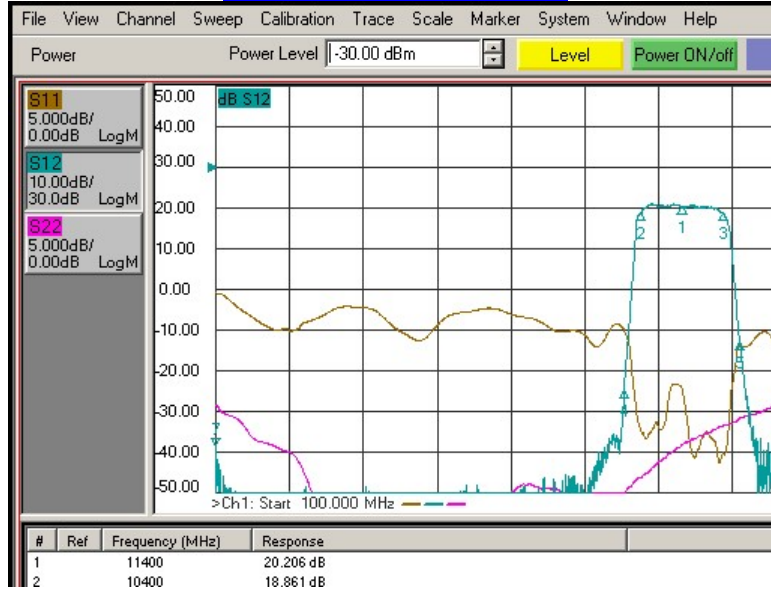 File View Channel Sweep Calibration Trace Scale Marker System Window Help
Power Power Level -30.00 dBm Level Power ON/off
S11
5.000dB/
0.00dB LogM
S12
10.00dB/
30.0dB LogM
S22
5.000dB/
0.00dB LogM
dB S12
50.00
40.00
30.00
20.00
10.00
0.00
-10.00
-20.00
-30.00
-40.00
-50.00
2 1 3
>Ch1: Start 100.000 MHz
# Ref Frequency (MHz) Response
1 11400 20.206 dB
2 10400 18.861 dB